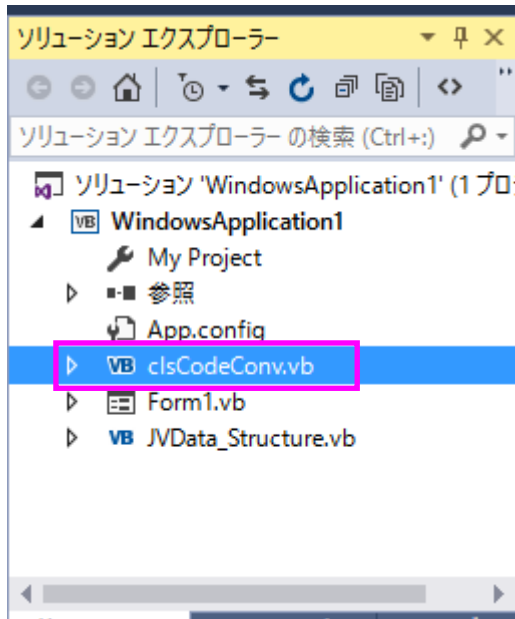 ソリューション エクスプローラー
ソリューション エクスプローラー の検索 (Ctrl+:)
ソリューション 'WindowsApplication1' (1 プロ
VB WindowsApplication1
My Project
参照
App.config
VB clsCodeConv.vb
Form1.vb
VB JVData_Structure.vb